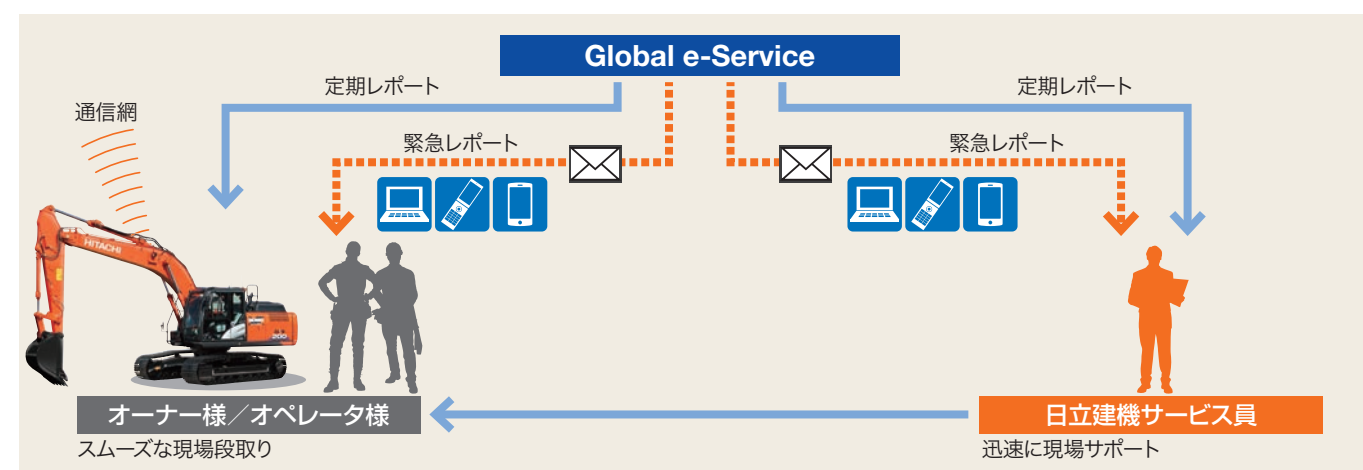 Global e-Service
定期レポート
定期レポート
通信網
緊急レポート
緊急レポート
HITACHI
200
オーナー様／オペレータ様
日立建機サービス員
スムーズな現場段取り
迅速に現場サポート